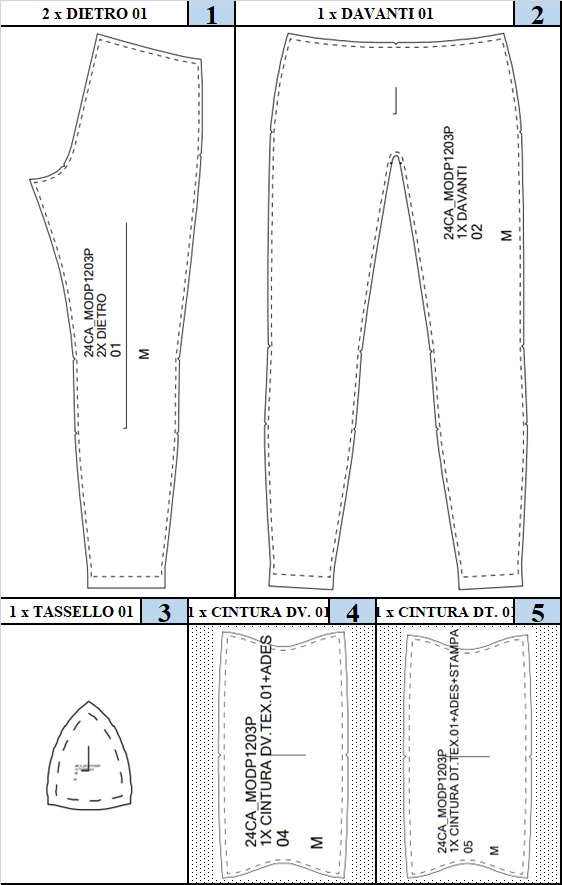 2 x DIETRO 01
1
1 x DAVANTI 01
2
24CA_MODP1203P
2X DIETRO
01
M
24CA_MODP1203P
1X DAVANTI
02
M
1 x TASSELLO 01
3
1 x CINTURA DV. 01
4
1 x CINTURA DT. 01
5
24CA_MODP1203P
1X CINTURA DV.TEX.01+ADES
04
M
24CA_MODP1203P
1X CINTURA DT.TEX.01+ADES+STAMPA
05
M